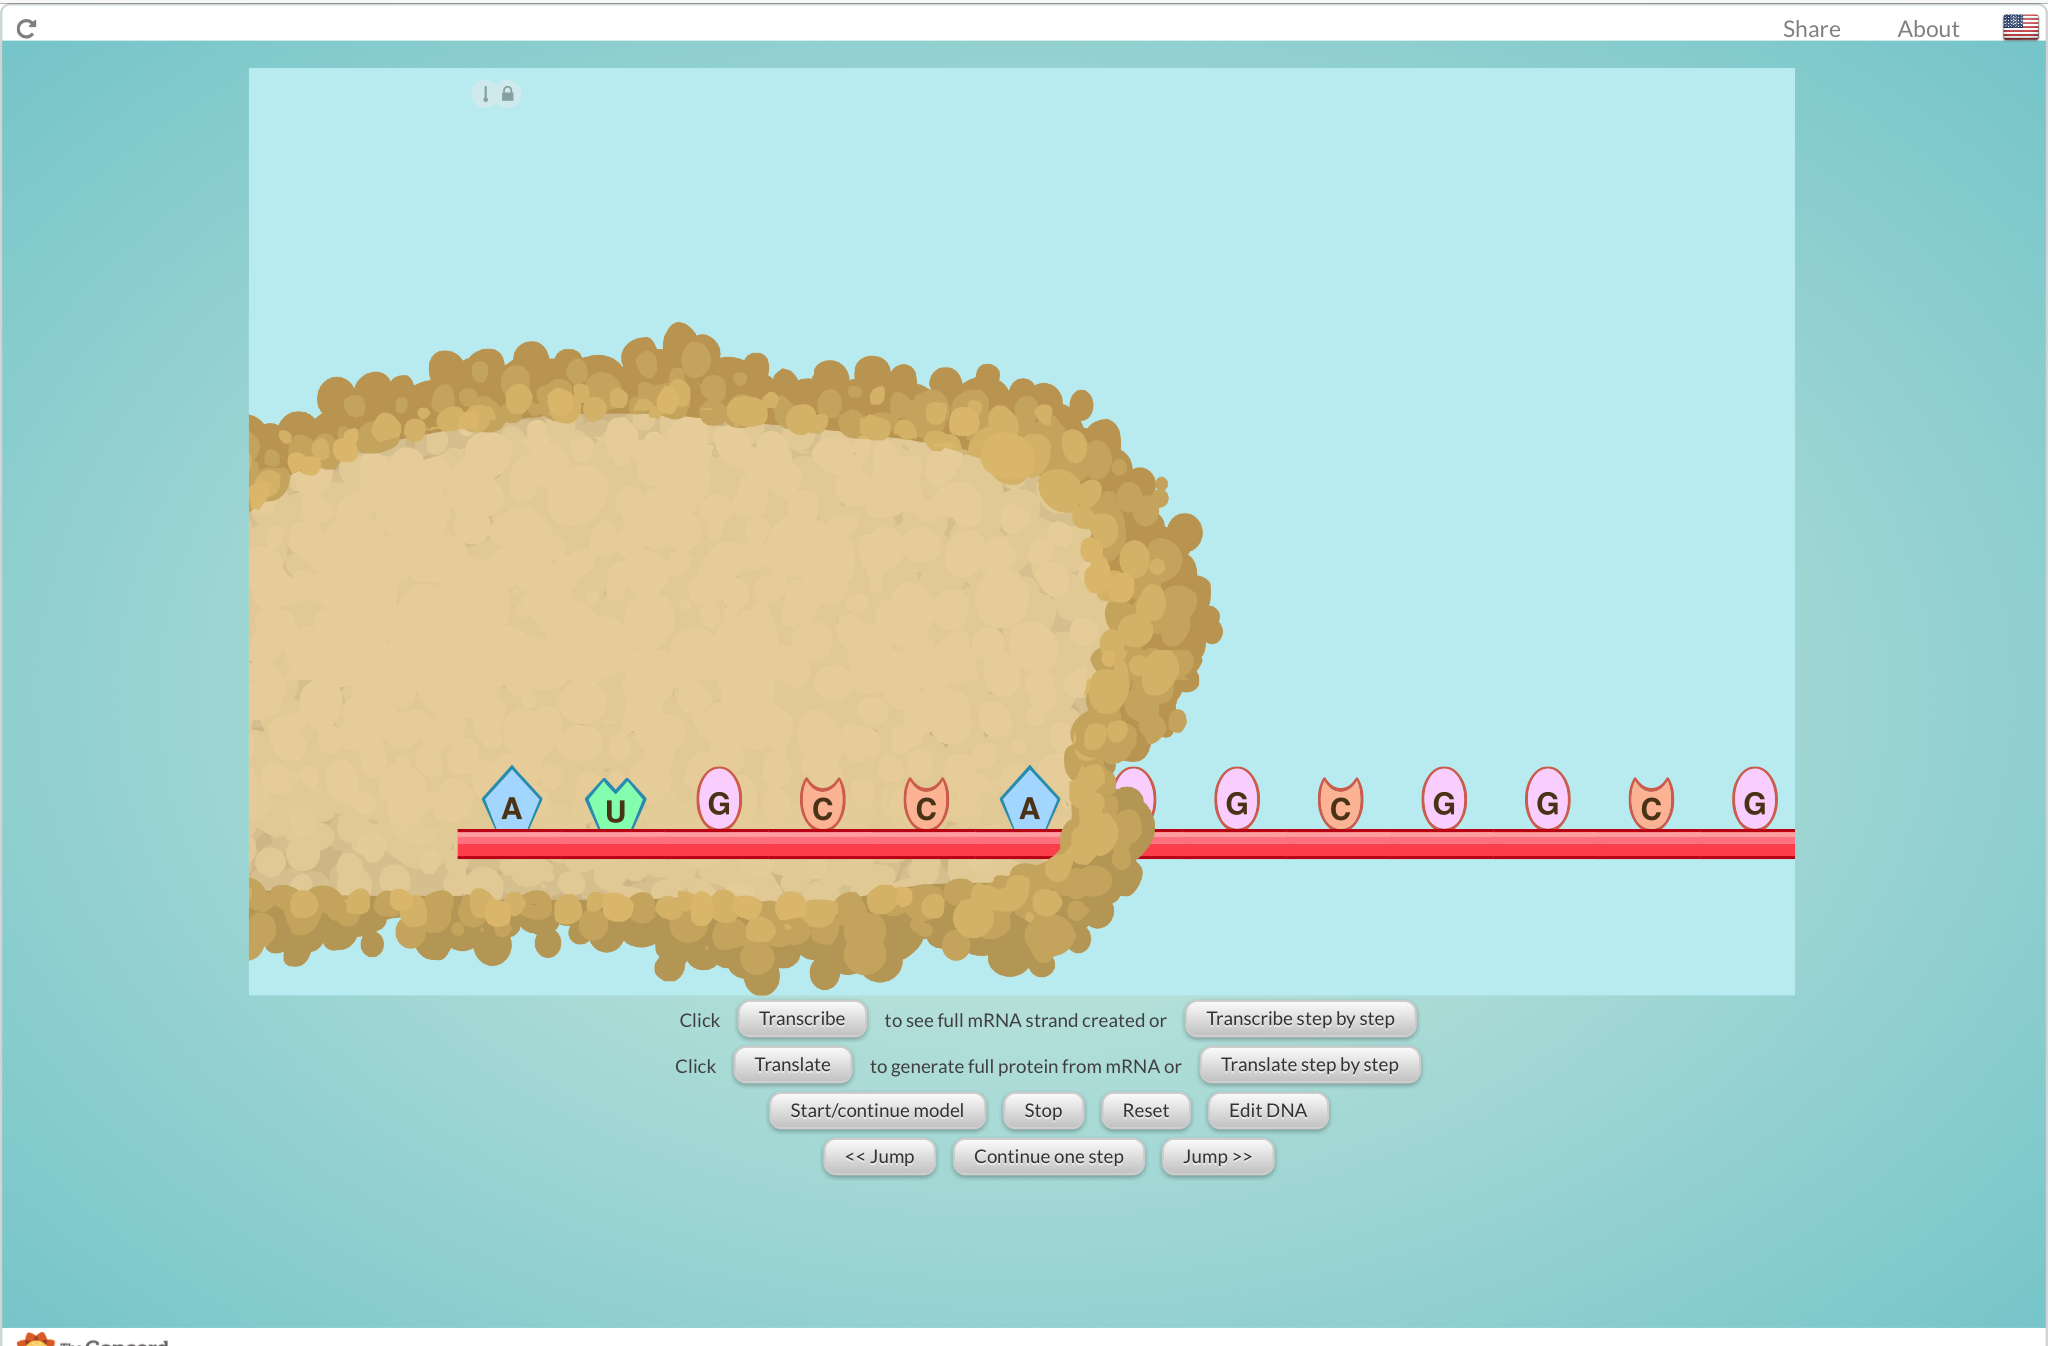 Share About
A U G C C A G C G G C G
Click Transcribe to see full mRNA strand created or Transcribe step by step
Click Translate to generate full protein from mRNA or Translate step by step
Start/continue model Stop Reset Edit DNA
<< Jump Continue one step Jump >>
Concord